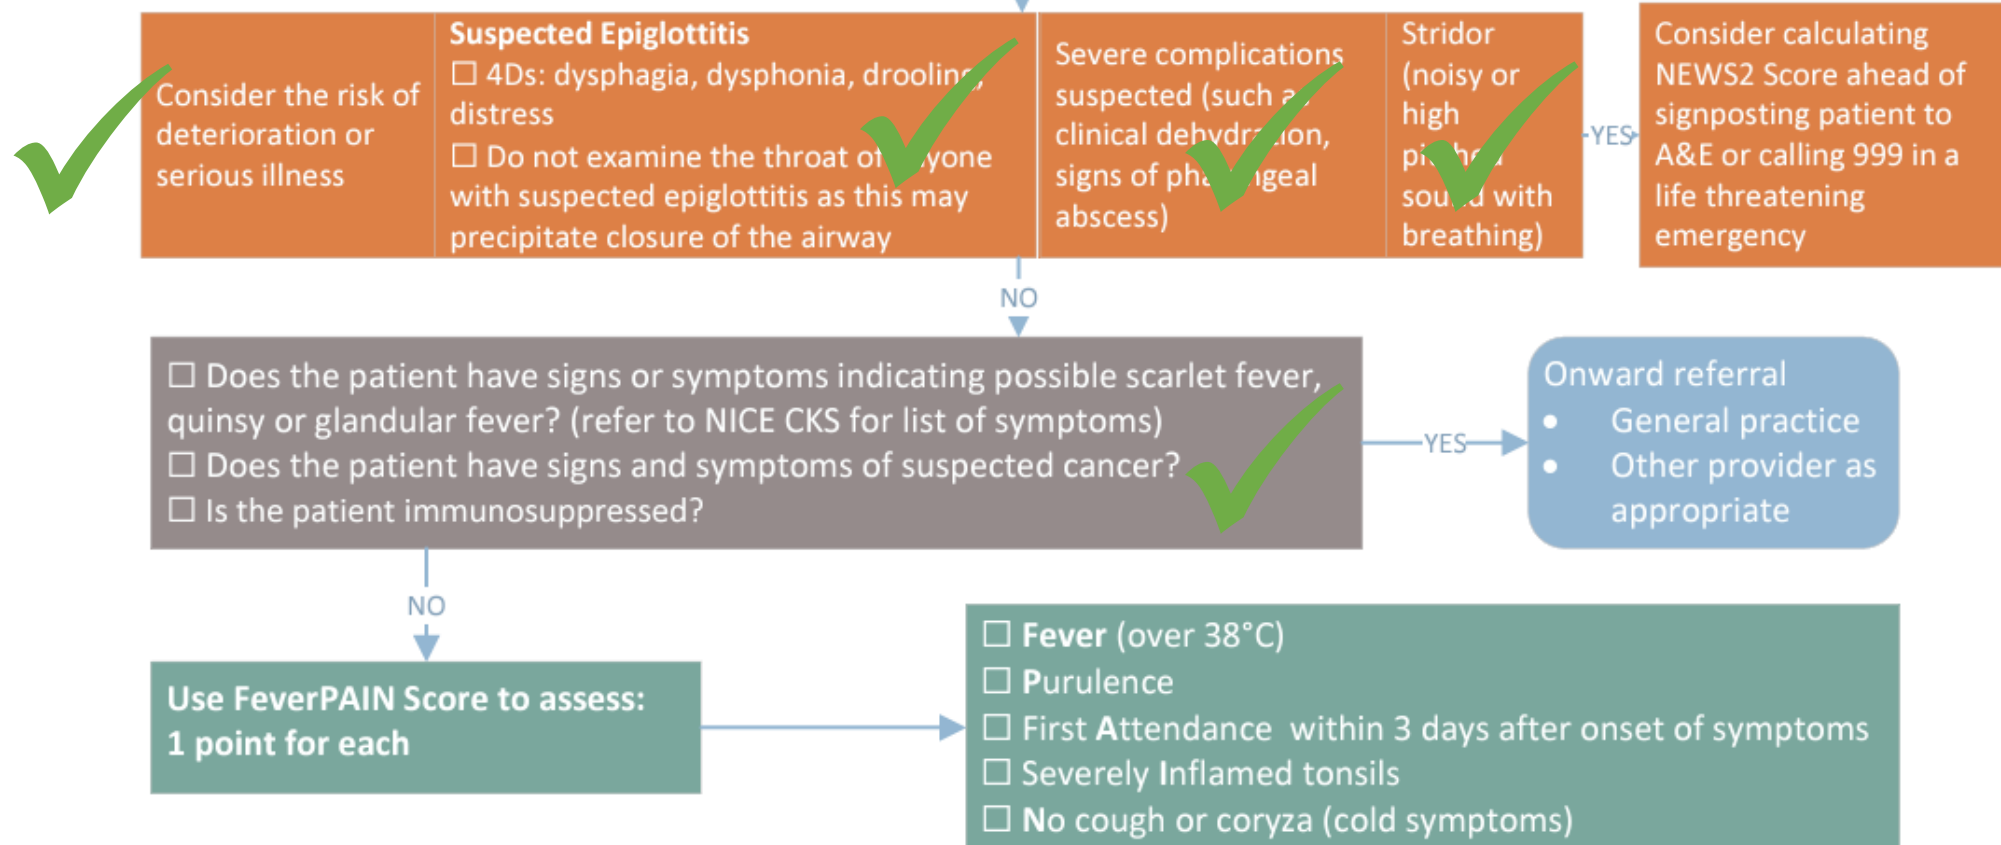 Consider the risk of
deterioration or
serious illness
Suspected Epiglottitis
☐ 4Ds: dysphagia, dysphonia, drooling,
distress
☐ Do not examine the throat of anyone
with suspected epiglottitis as this may
precipitate closure of the airway
Severe complications
suspected (such as
clinical dehydration,
signs of pharyngeal
abscess)
Stridor
(noisy or
high
pitched
sound with
breathing)
YES
Consider calculating
NEWS2 Score ahead of
signposting patient to
A&E or calling 999 in a
life threatening
emergency
NO
☐ Does the patient have signs or symptoms indicating possible scarlet fever,
quinsy or glandular fever? (refer to NICE CKS for list of symptoms)
☐ Does the patient have signs and symptoms of suspected cancer?
☐ Is the patient immunosuppressed?
YES
Onward referral
• General practice
• Other provider as
appropriate
NO
Use FeverPAIN Score to assess:
1 point for each
☐ Fever (over 38°C)
☐ Purulence
☐ First Attendance within 3 days after onset of symptoms
☐ Severely Inflamed tonsils
☐ No cough or coryza (cold symptoms)